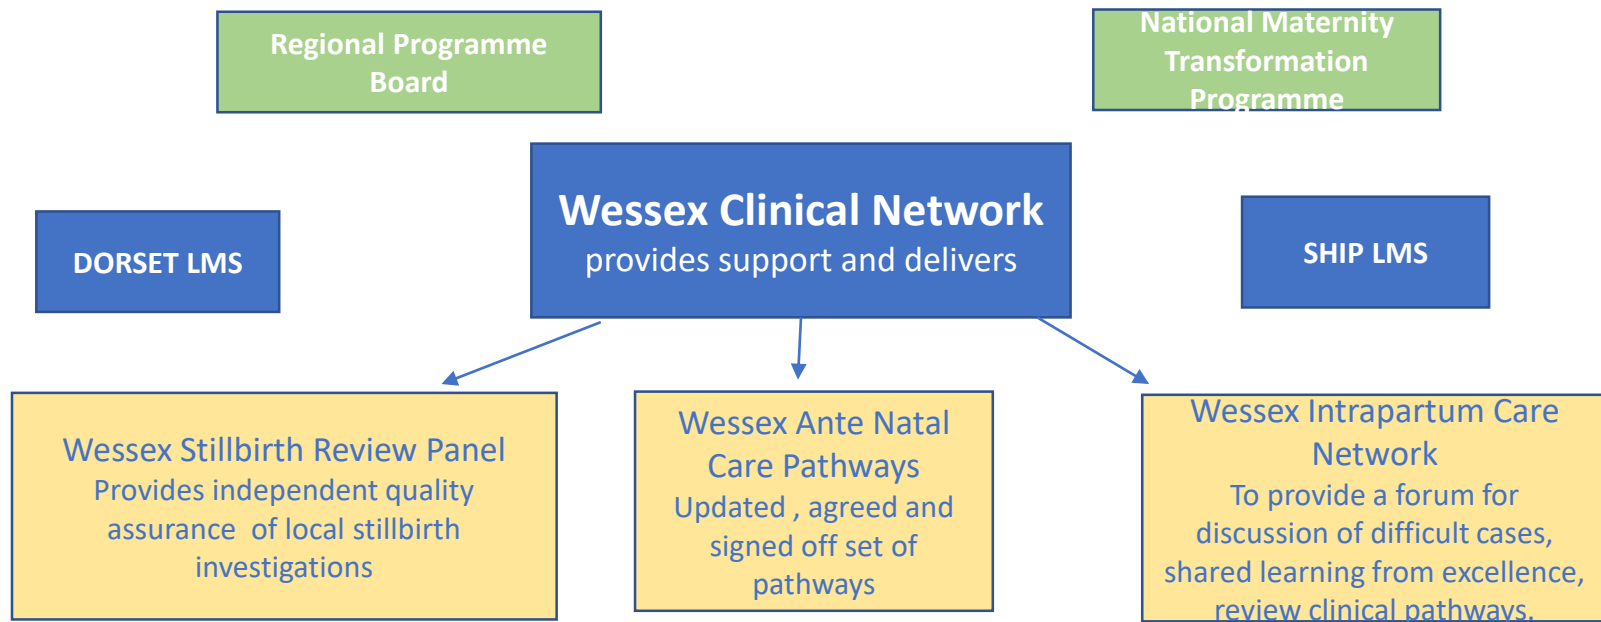 Regional Programme
Board
National Maternity
Transformation
Programme
Wessex Clinical Network
provides support and delivers
DORSET LMS
SHIP LMS
Wessex Stillbirth Review Panel
Provides independent quality
assurance of local stillbirth
investigations
Wessex Ante Natal
Care Pathways
Updated , agreed and
signed off set of
pathways
Wessex Intrapartum Care
Network
To provide a forum for
discussion of difficult cases,
shared learning from excellence,
review clinical pathways.